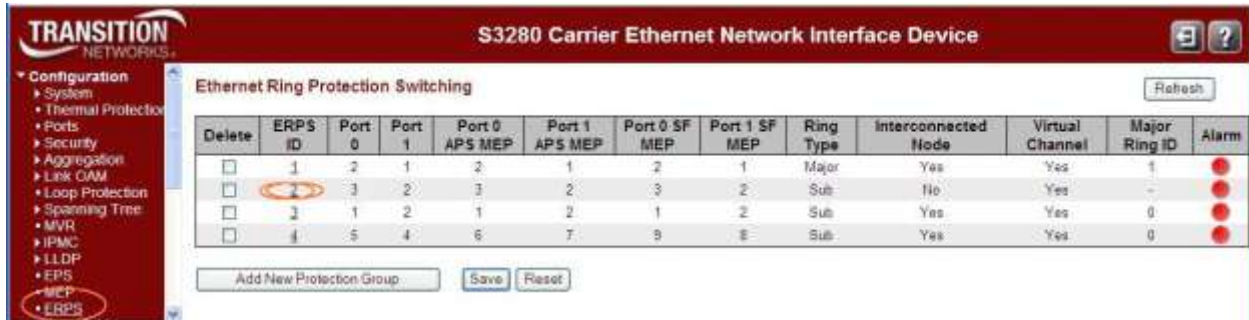 TRANSITION
NETWORKS
S3280 Carrier Ethernet Network Interface Device
?
Configuration
System
Thermal Protection
Ports
Security
Aggregation
Link OAM
Loop Protection
Spanning Tree
MVR
IPMC
LLDP
EPS
MEP
ERPS
Ethernet Ring Protection Switching
Refresh
Delete ERPS ID Port 0 Port 1 Port 0 APS MEP Port 1 APS MEP Port 0 SF MEP Port 1 SF MEP Ring Type Interconnected Node Virtual Channel Major Ring ID Alarm
1 2 1 2 1 2 1 Major Yes Yes 1
2 3 2 3 2 3 2 Sub No Yes -
3 1 2 1 2 1 2 Sub Yes Yes 0
4 5 4 6 7 9 8 Sub Yes Yes 0
Add New Protection Group Save Reset